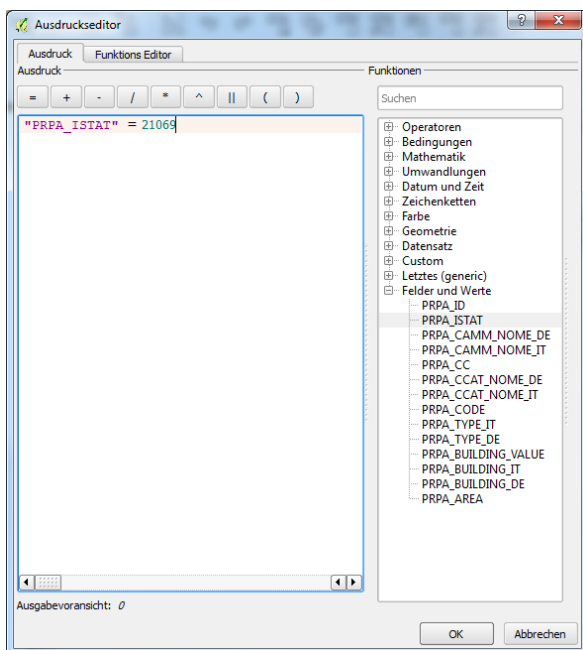 Ausdruckseditor
Ausdruck Funktions Editor
Ausdruck
= + - / * ^ || ( )
"PRPA_ISTAT" = 21069
Ausgabevoransicht: 0
Funktionen
Suchen
Operatoren
Bedingungen
Mathematik
Umwandlungen
Datum und Zeit
Zeichenketten
Farbe
Geometrie
Datensatz
Custom
Letztes (generic)
Felder und Werte
PRPA_ID
PRPA_ISTAT
PRPA_CAMM_NOME_DE
PRPA_CAMM_NOME_IT
PRPA_CC
PRPA_CCAT_NOME_DE
PRPA_CCAT_NOME_IT
PRPA_CODE
PRPA_TYPE_IT
PRPA_TYPE_DE
PRPA_BUILDING_VALUE
PRPA_BUILDING_IT
PRPA_BUILDING_DE
PRPA_AREA
OK Abbrechen